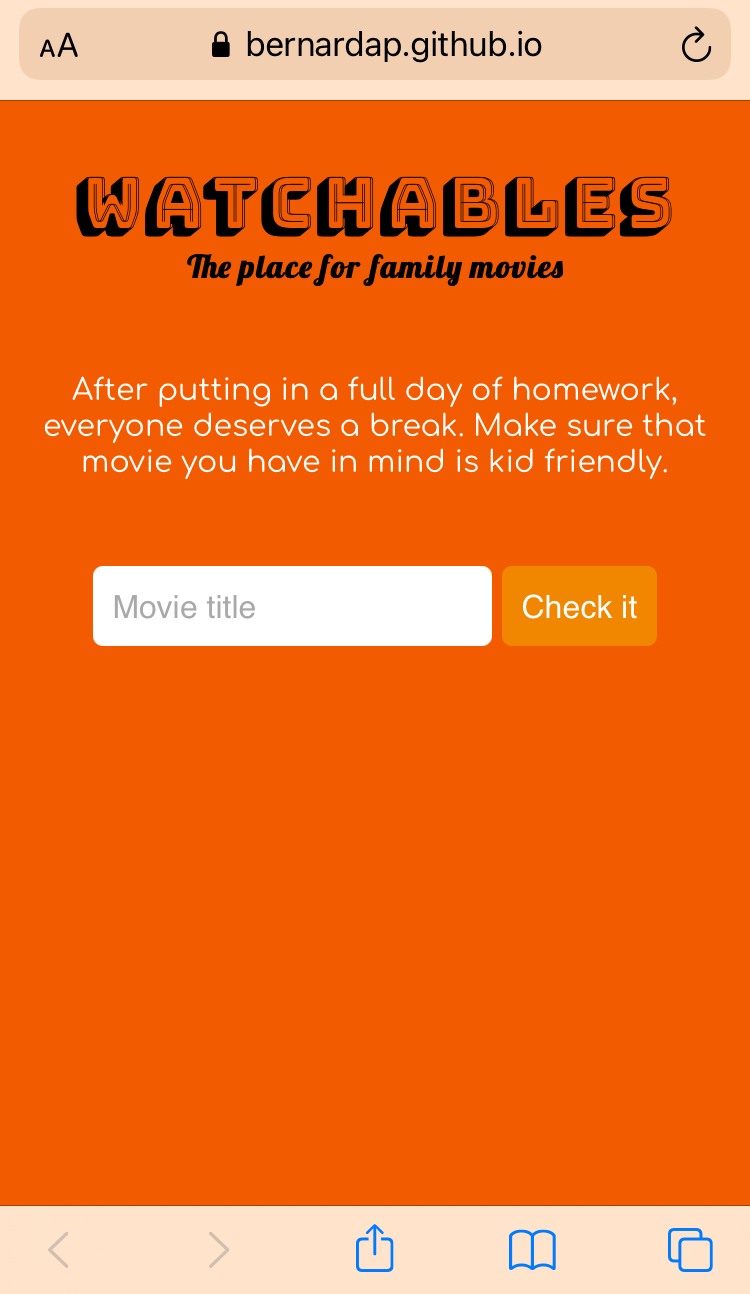 AA
bernardap.github.io
WATCHABLES
The place for family movies
After putting in a full day of homework,
everyone deserves a break. Make sure that
movie you have in mind is kid friendly.
Movie title
Check it